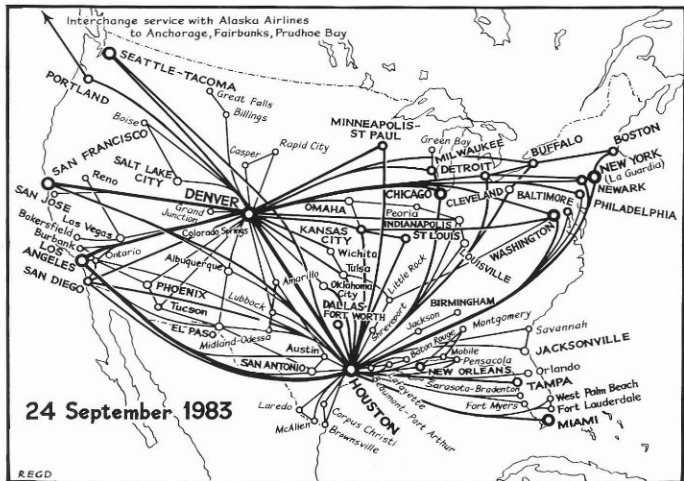 Interchange service with Alaska Airlines
to Anchorage, Fairbanks, Prudhoe Bay
SEATTLE-TACOMA
PORTLAND
Great Falls
Billings
Boise
MINNEAPOLIS-
ST PAUL
Green Bay
MILWAUKEE
DETROIT
BUFFALO
BOSTON
SAN FRANCISCO
Casper
Rapid City
NEW YORK
(La Guardia)
NEWARK
Reno
SALT LAKE
CITY
DENVER
CHICAGO
CLEVELAND
BALTIMORE
PHILADELPHIA
SAN JOSE
Las Vegas
Grand
Junction
OMAHA
Peoria
INDIANAPOLIS
Bakersfield
Burbank
Colorado Springs
KANSAS
CITY
ST LOUIS
WASHINGTON
LOS
ANGELES
Ontario
Wichita
LOUISVILLE
SAN DIEGO
Albuquerque
Amarillo
Tulsa
Little Rock
PHOENIX
Oklahoma
City
Tucson
Lubbock
DALLAS-
FORT WORTH
Shreveport
BIRMINGHAM
EL PASO
Midland-Odessa
Jackson
Montgomery
Savannah
Austin
Baton Rouge
Mobile
Pensacola
JACKSONVILLE
SAN ANTONIO
HOUSTON
NEW ORLEANS
Orlando
Lafayette
Sarasota-Bradenton
TAMPA
Beaumont-Port Arthur
Fort Myers
West Palm Beach
Fort Lauderdale
MIAMI
24 September 1983
Laredo
McAllen
Corpus Christi
Brownsville
REGD